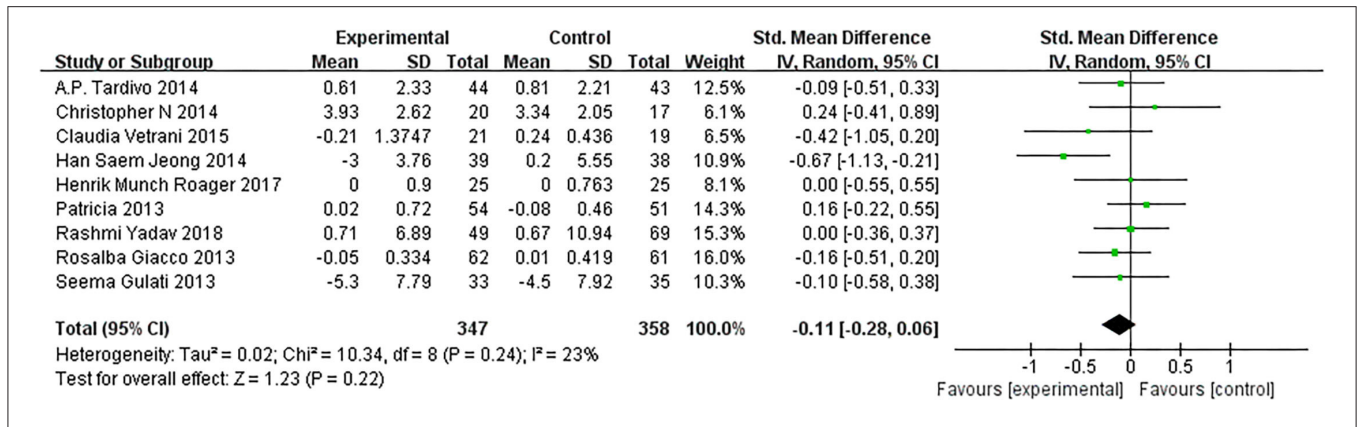 Experimental Control Std. Mean Difference Std. Mean Difference
Study or Subgroup Mean SD Total Mean SD Total Weight IV, Random, 95% CI IV, Random, 95% CI
A.P. Tardivo 2014 0.61 2.33 44 0.81 2.21 43 12.5% -0.09 [-0.51, 0.33]
Christopher N 2014 3.93 2.62 20 3.34 2.05 17 6.1% 0.24 [-0.41, 0.89]
Claudia Vetrani 2015 -0.21 1.3747 21 0.24 0.436 19 6.5% -0.42 [-1.05, 0.20]
Han Saem Jeong 2014 -3 3.76 39 0.2 5.55 38 10.9% -0.67 [-1.13, -0.21]
Henrik Munch Roager 2017 0 0.9 25 0 0.763 25 8.1% 0.00 [-0.55, 0.55]
Patricia 2013 0.02 0.72 54 -0.08 0.46 51 14.3% 0.16 [-0.22, 0.55]
Rashmi Yadav 2018 0.71 6.89 49 0.67 10.94 69 15.3% 0.00 [-0.36, 0.37]
Rosalba Giacco 2013 -0.05 0.334 62 0.01 0.419 61 16.0% -0.16 [-0.51, 0.20]
Seema Gulati 2013 -5.3 7.79 33 -4.5 7.92 35 10.3% -0.10 [-0.58, 0.38]
Total (95% CI) 347 358 100.0% -0.11 [-0.28, 0.06]
Heterogeneity: Tau² = 0.02; Chi² = 10.34, df = 8 (P = 0.24); I² = 23%
Test for overall effect: Z = 1.23 (P = 0.22)
-1 -0.5 0 0.5 1
Favours [experimental] Favours [control]